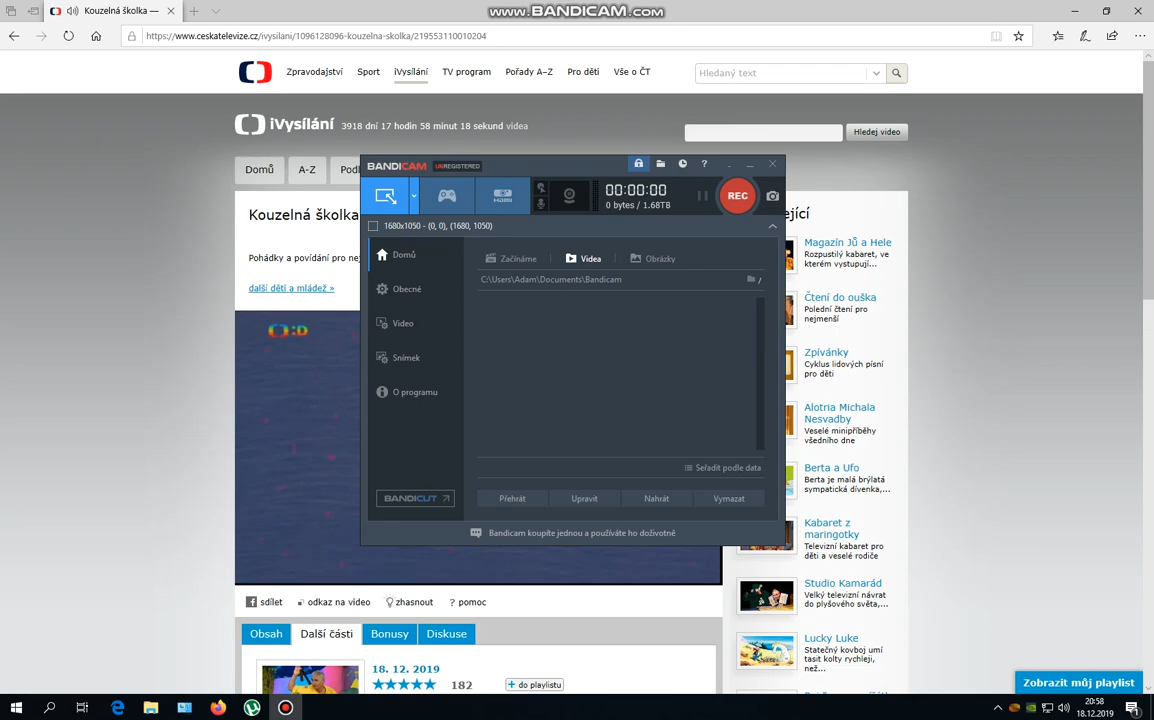 www.BANDICAM.com
Kouzelná školka —
https://www.ceskatelevize.cz/ivysilani/1096128096-kouzelna-skolka/219553110010204
Zpravodajství Sport iVysílání TV program Pořady A–Z Pro děti Vše o ČT Hledaný text
iVysílání 3918 dní 17 hodin 58 minut 18 sekund videa Hledej video
Domů A-Z
BANDICAM UNREGISTERED ?
HDMI 00:00:00 REC
0 bytes / 1.68TB
1680x1050 - (0, 0), (1680, 1050)
Domů
Obecné
Video
Snímek
O programu
BANDICUT
Začínáme Videa Obrázky
C:\Users\Adam\Documents\Bandicam /
Seřadit podle data
Přehrát Upravit Nahrát Vymazat
Bandicam koupíte jednou a používáte ho doživotně
Kouzelná školka
Pohádky a povídání pro
další děti a mládež »
:D
sdílet odkaz na video zhasnout ? pomoc
Obsah Další části Bonusy Diskuse
18. 12. 2019
★★★★★ 182 + do playlistu
Magazín Jů a Hele
Rozpustilý kabaret, ve
kterém vystupují...
Čtení do ouška
Polední čtení pro
nejmenší
Zpívánky
Cyklus lidových písní
pro děti
Alotria Michala
Nesvadby
Veselé minipříběhy
všedního dne
Berta a Ufo
Berta je malá brýlatá
sympatická dívenka,...
Kabaret z
maringotky
Televizní kabaret pro
děti a veselé rodiče
Studio Kamarád
Velký televizní návrat
do plyšového světa,...
Lucky Luke
Statečný kovboj umí
tasit kolty rychleji,
než...
Zobrazit můj playlist
20:58
18.12.2019
1